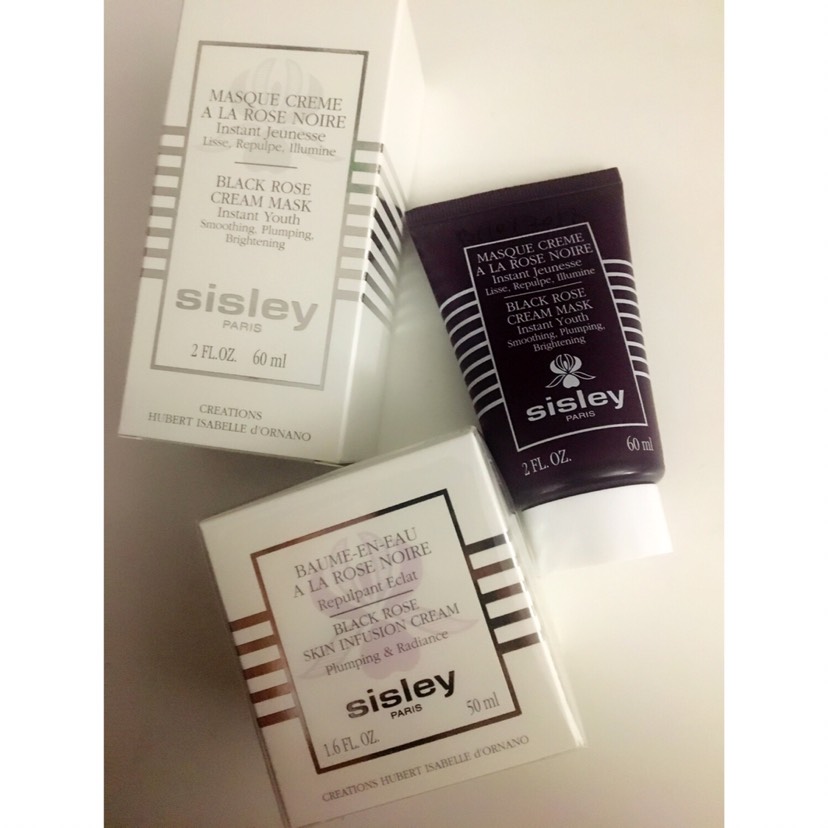 MASQUE CREME
A LA ROSE NOIRE
Instant Jeunesse
Lisse, Repulpe, Illumine
BLACK ROSE
CREAM MASK
Instant Youth
Smoothing, Plumping,
Brightening
sisley
PARIS
2 FL.OZ. 60 ml
CREATIONS
HUBERT ISABELLE d'ORNANO
MASQUE CREME
A LA ROSE NOIRE
Instant Jeunesse
Lisse, Repulpe, Illumine
BLACK ROSE
CREAM MASK
Instant Youth
Smoothing, Plumping,
Brightening
sisley
PARIS
2 FL. OZ. 60 ml
BAUME-EN-EAU
A LA ROSE NOIRE
Repulpant Eclat
BLACK ROSE
SKIN INFUSION CREAM
Plumping & Radiance
sisley
PARIS
1.6 FL. OZ. 50 ml
CREATIONS HUBERT ISABELLE d'ORNANO